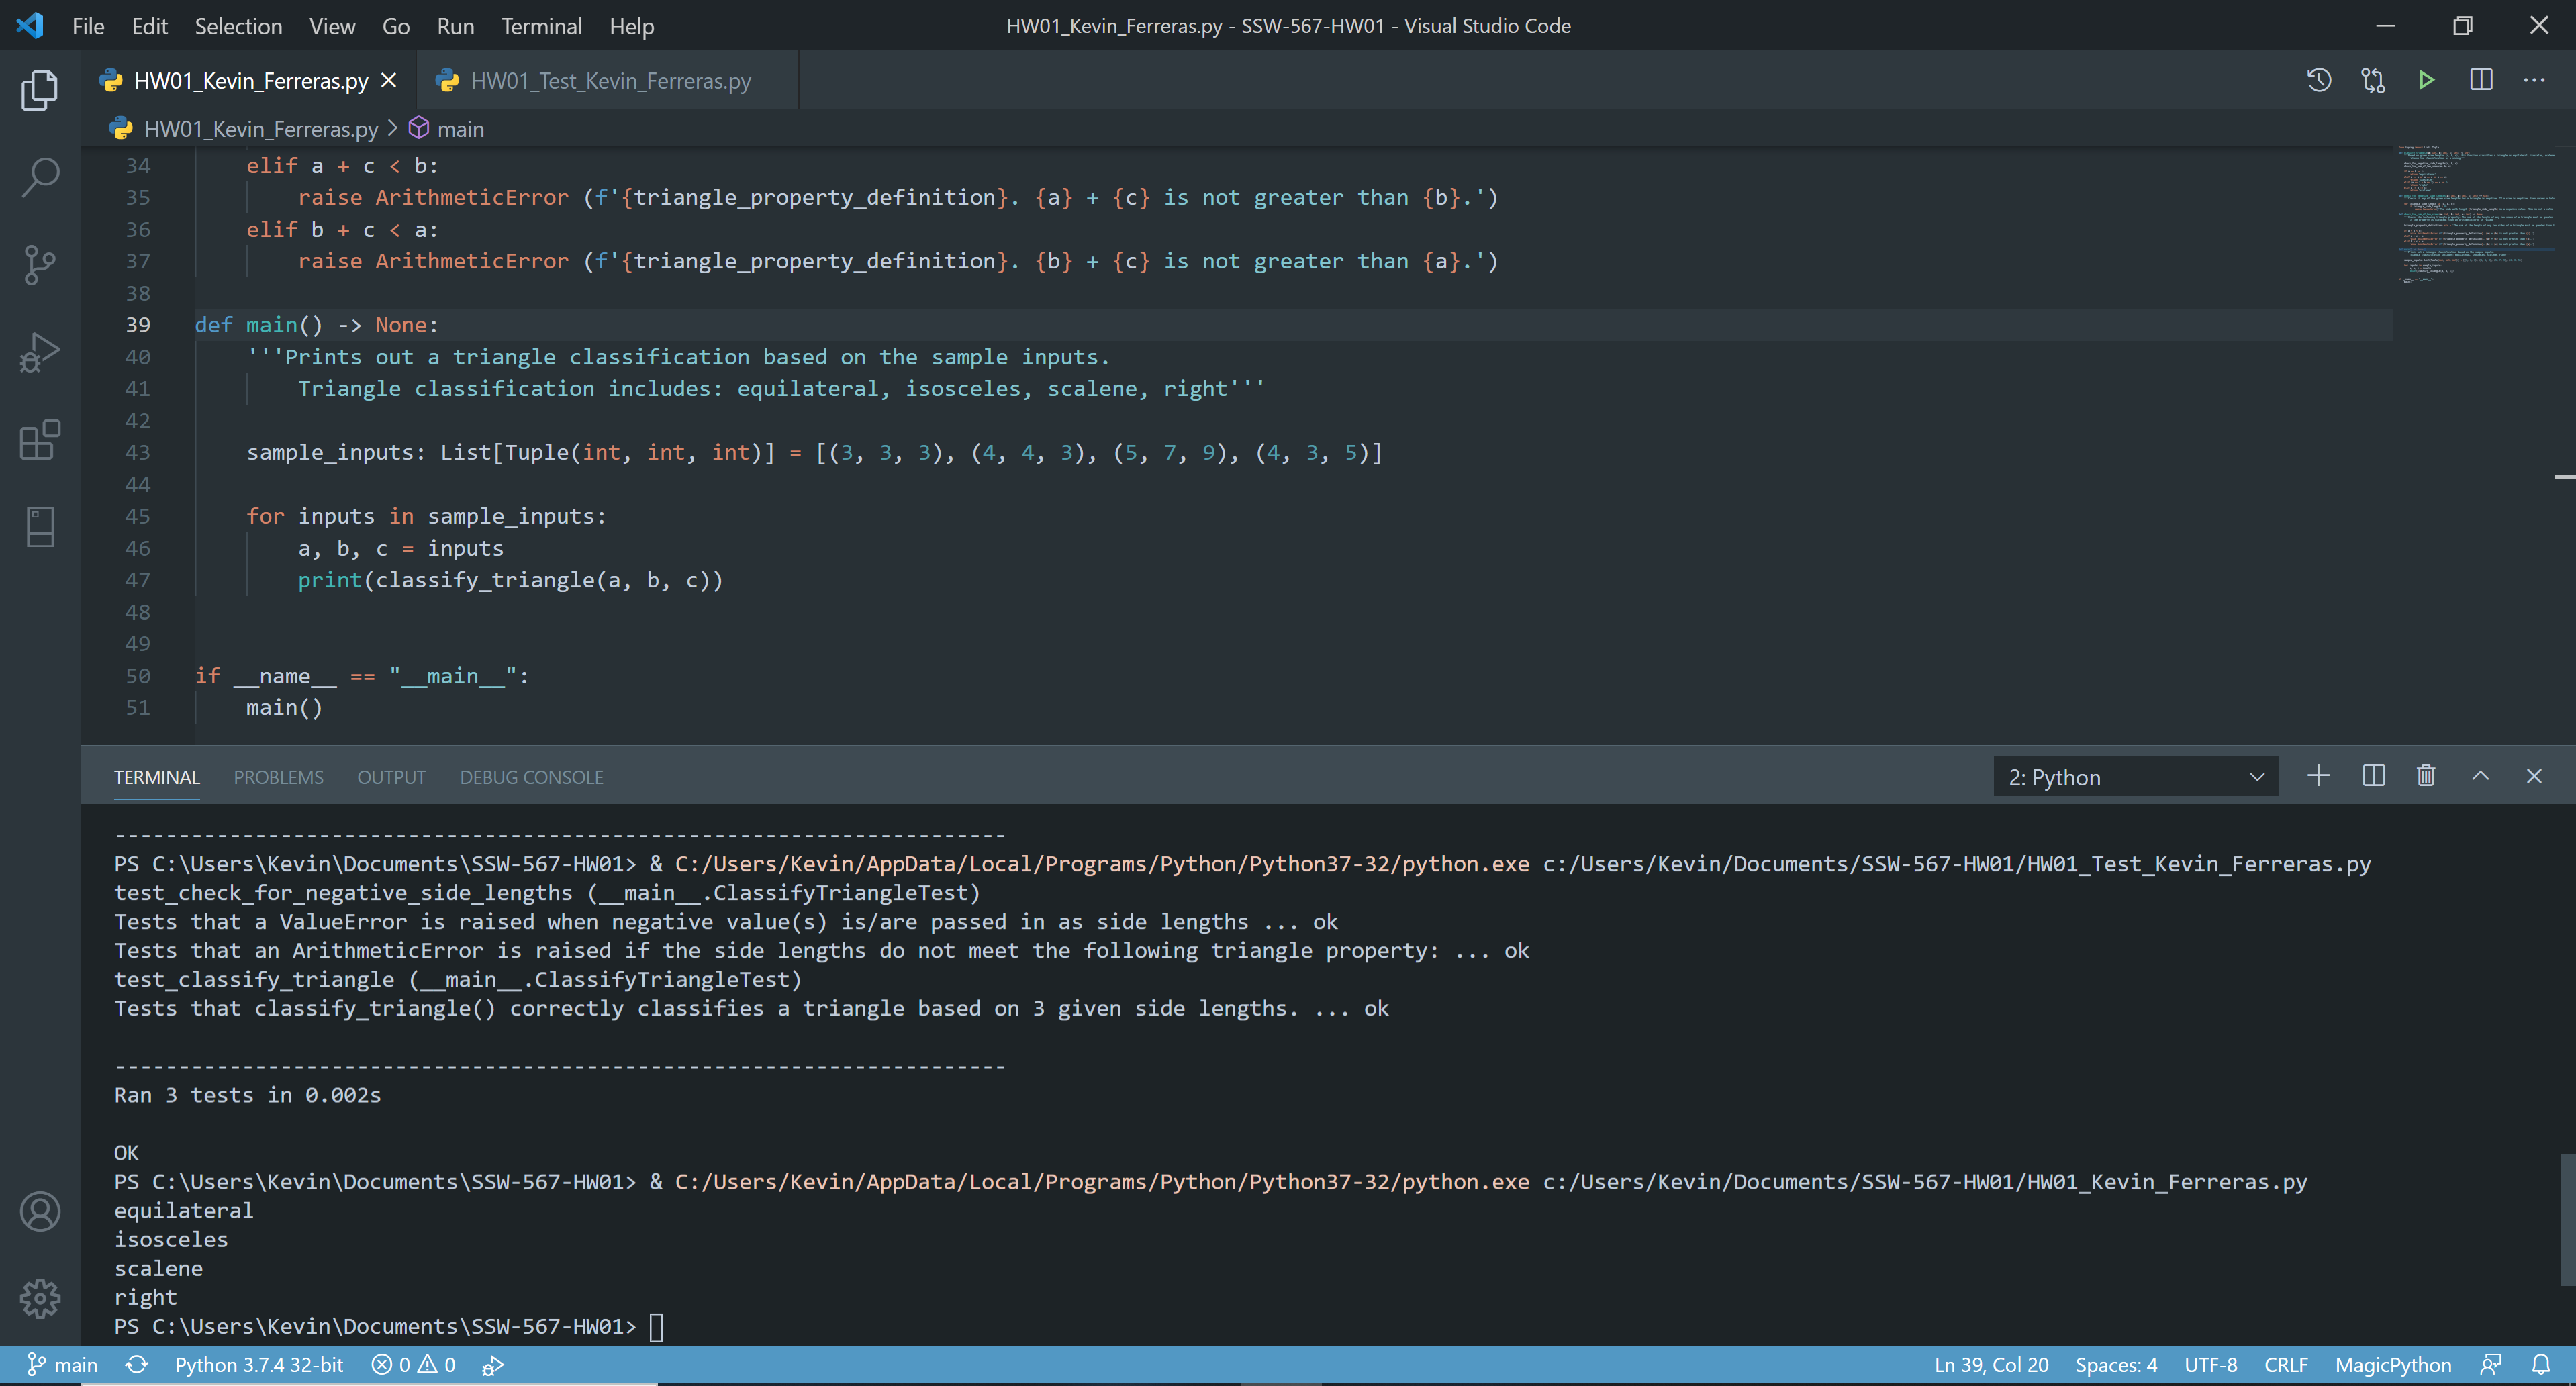 File Edit Selection View Go Run Terminal Help HW01_Kevin_Ferreras.py - SSW-567-HW01 - Visual Studio Code
HW01_Kevin_Ferreras.py HW01_Test_Kevin_Ferreras.py
HW01_Kevin_Ferreras.py > main
34 elif a + c < b:
35 raise ArithmeticError (f'{triangle_property_definition}. {a} + {c} is not greater than {b}.')
36 elif b + c < a:
37 raise ArithmeticError (f'{triangle_property_definition}. {b} + {c} is not greater than {a}.')
38
39 def main() -> None:
40 '''Prints out a triangle classification based on the sample inputs.
41 Triangle classification includes: equilateral, isosceles, scalene, right'''
42
43 sample_inputs: List[Tuple(int, int, int)] = [(3, 3, 3), (4, 4, 3), (5, 7, 9), (4, 3, 5)]
44
45 for inputs in sample_inputs:
46 a, b, c = inputs
47 print(classify_triangle(a, b, c))
48
49
50 if __name__ == "__main__":
51 main()
TERMINAL PROBLEMS OUTPUT DEBUG CONSOLE 2: Python
----------------------------------------------------------------------
PS C:\Users\Kevin\Documents\SSW-567-HW01> & C:/Users/Kevin/AppData/Local/Programs/Python/Python37-32/python.exe c:/Users/Kevin/Documents/SSW-567-HW01/HW01_Test_Kevin_Ferreras.py
test_check_for_negative_side_lengths (__main__.ClassifyTriangleTest)
Tests that a ValueError is raised when negative value(s) is/are passed in as side lengths ... ok
Tests that an ArithmeticError is raised if the side lengths do not meet the following triangle property: ... ok
test_classify_triangle (__main__.ClassifyTriangleTest)
Tests that classify_triangle() correctly classifies a triangle based on 3 given side lengths. ... ok
----------------------------------------------------------------------
Ran 3 tests in 0.002s
OK
PS C:\Users\Kevin\Documents\SSW-567-HW01> & C:/Users/Kevin/AppData/Local/Programs/Python/Python37-32/python.exe c:/Users/Kevin/Documents/SSW-567-HW01/HW01_Kevin_Ferreras.py
equilateral
isosceles
scalene
right
PS C:\Users\Kevin\Documents\SSW-567-HW01>
main Python 3.7.4 32-bit 0 0 Ln 39, Col 20 Spaces: 4 UTF-8 CRLF MagicPython